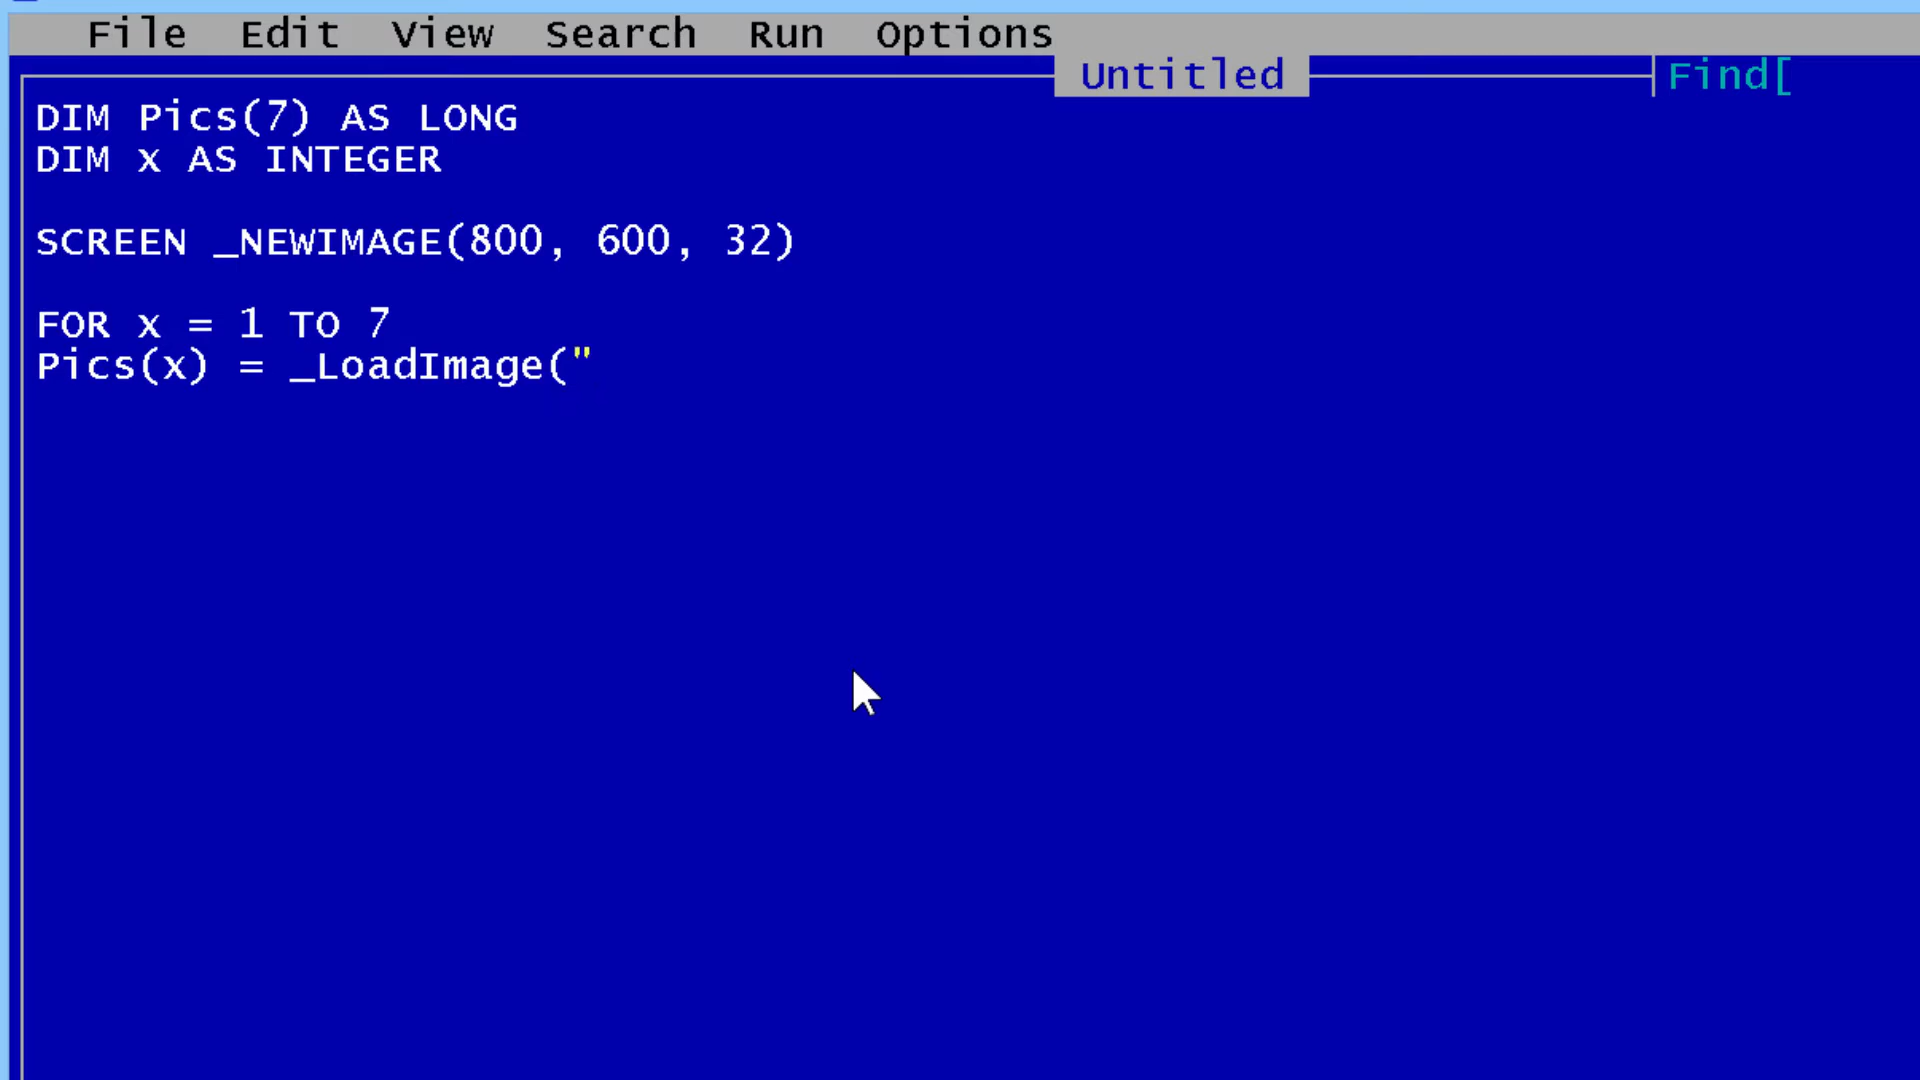 File Edit View Search Run Options
Untitled
Find[
DIM Pics(7) AS LONG
DIM x AS INTEGER
SCREEN _NEWIMAGE(800, 600, 32)
FOR x = 1 TO 7
Pics(x) = _LoadImage("